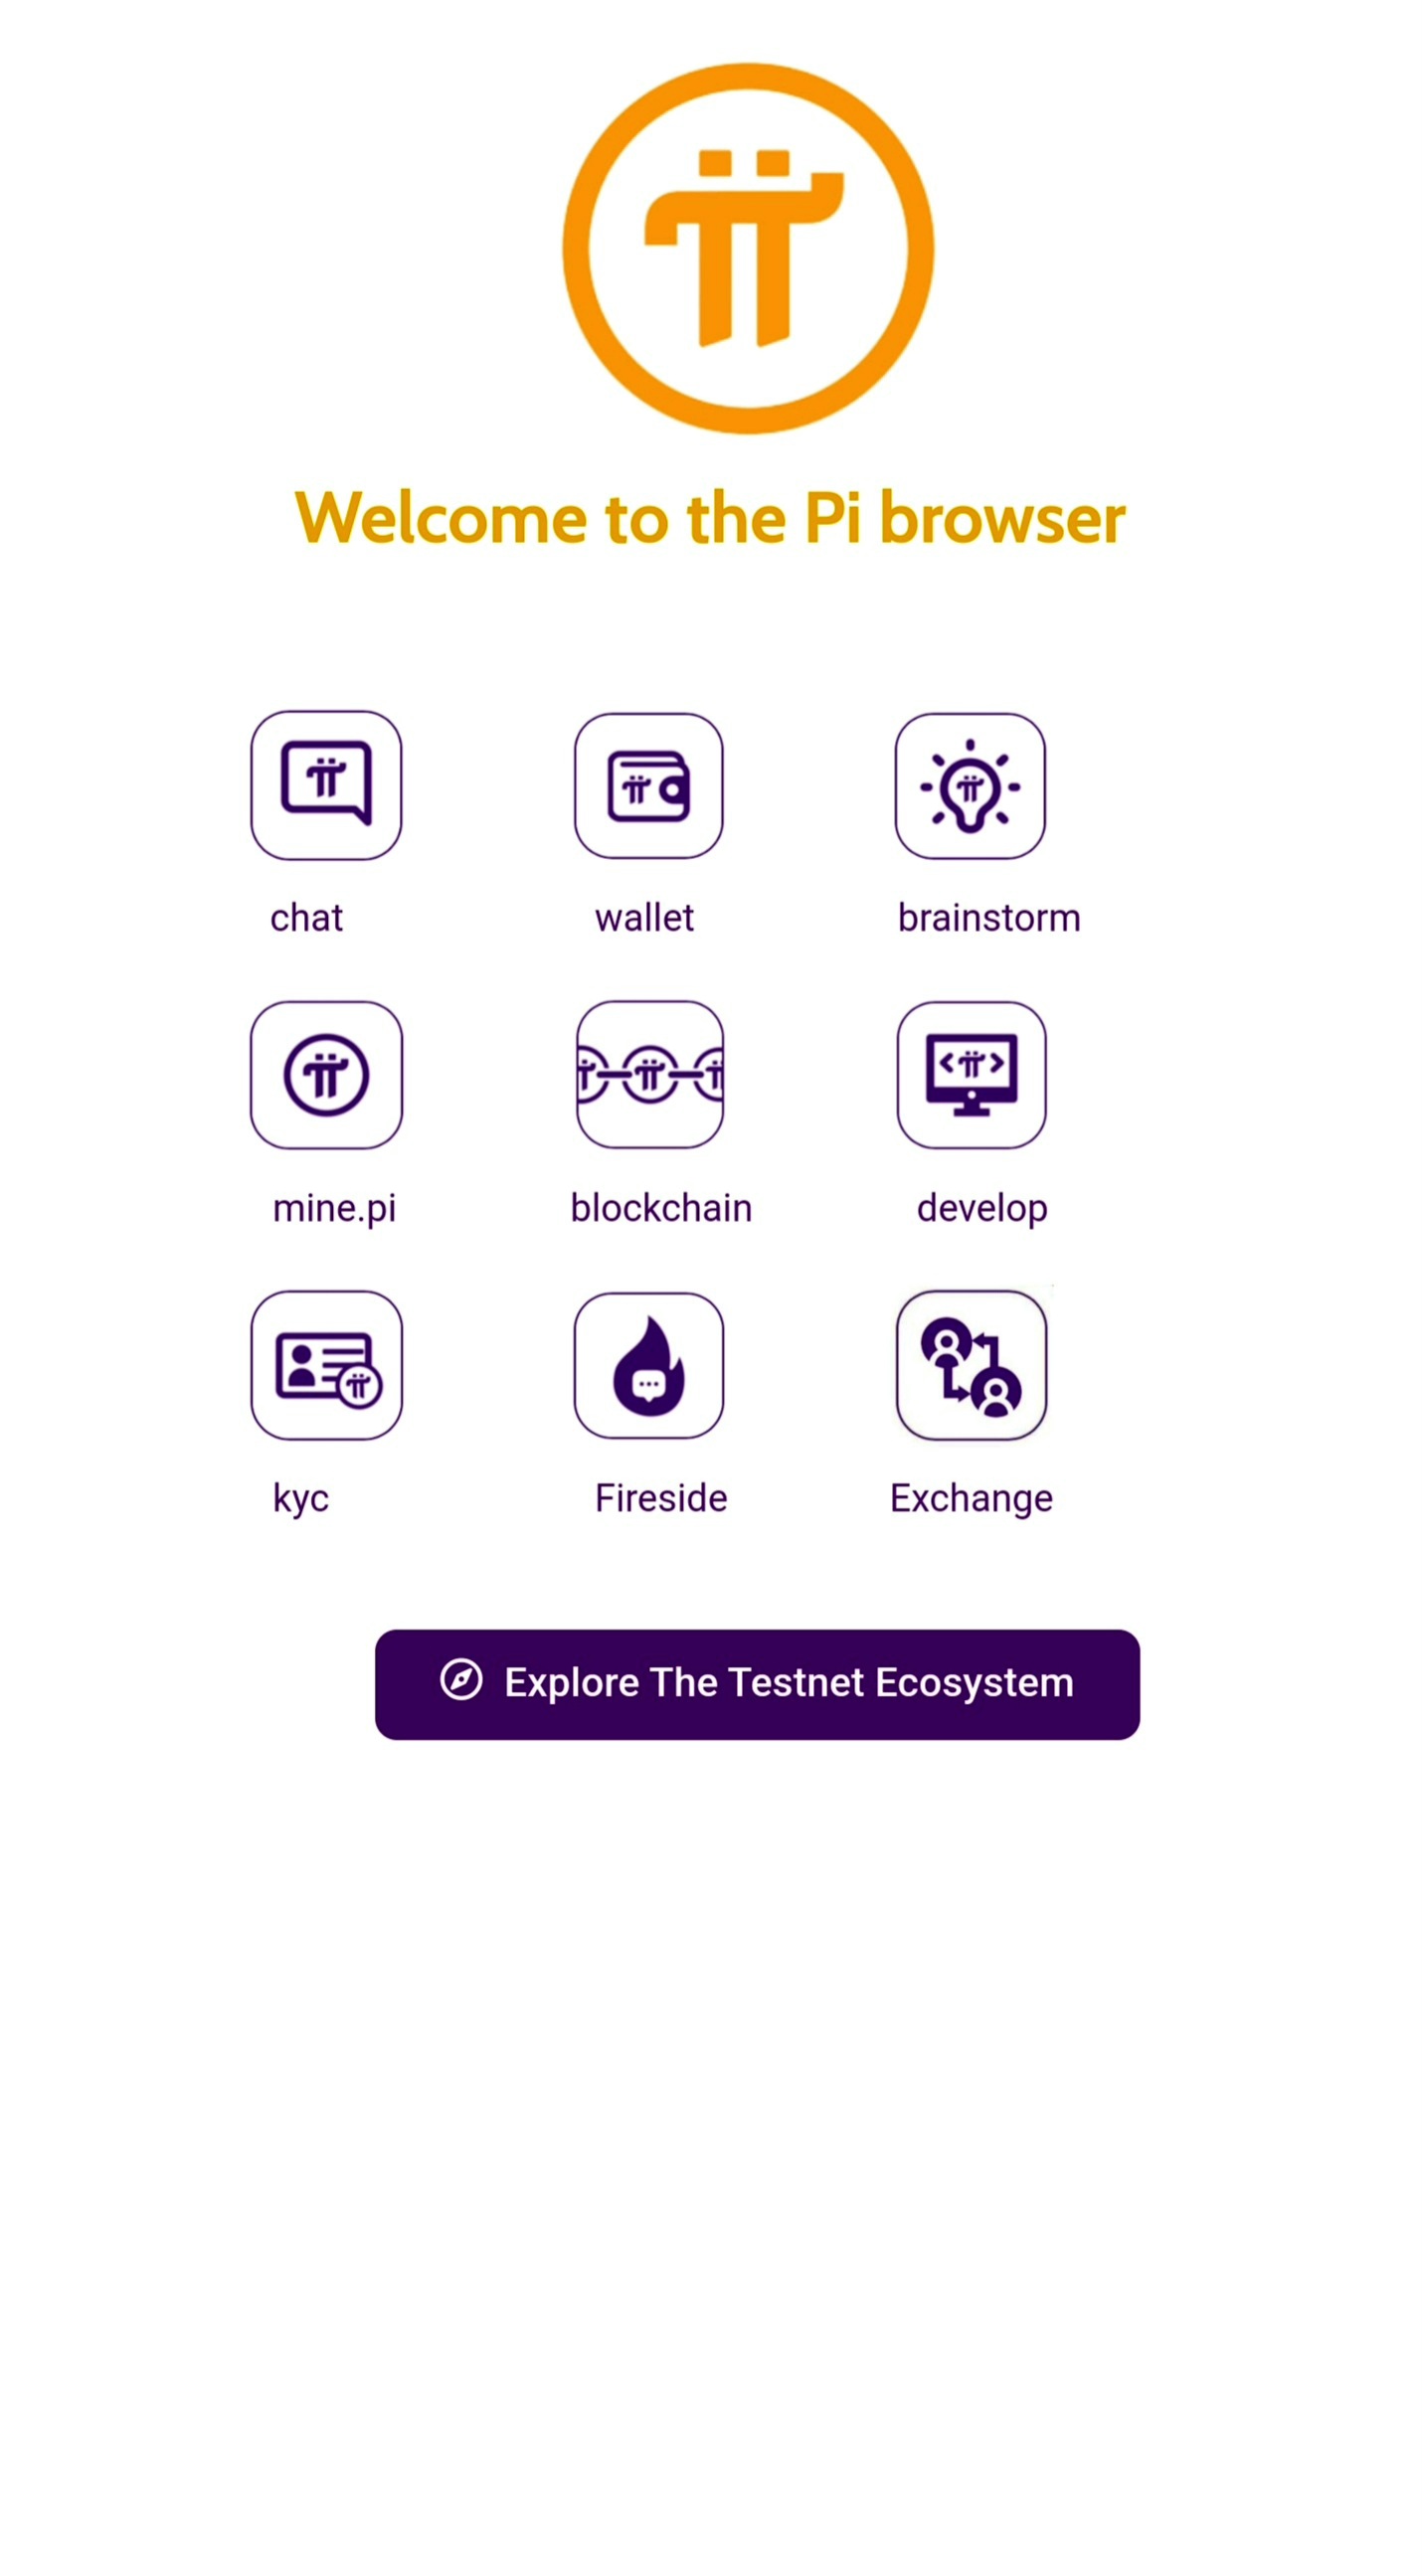 Welcome to the Pi browser
chat wallet brainstorm
mine.pi blockchain develop
kyc Fireside Exchange
Explore The Testnet Ecosystem